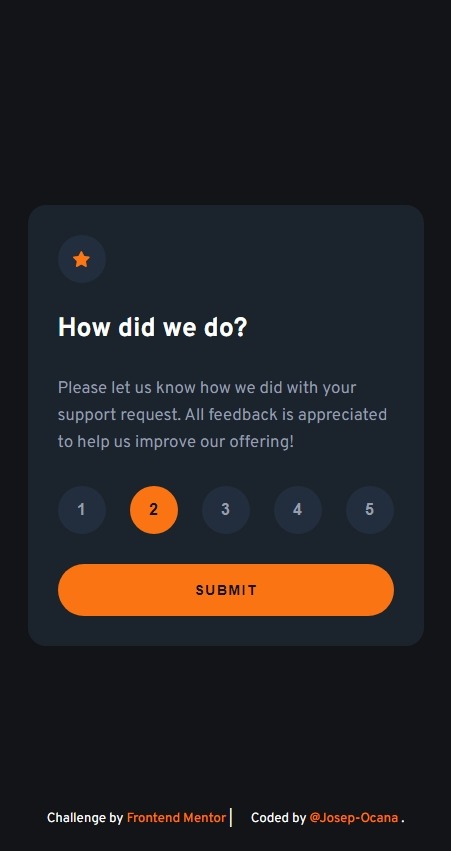 How did we do?
Please let us know how we did with your
support request. All feedback is appreciated
to help us improve our offering!
1 2 3 4 5
SUBMIT
Challenge by Frontend Mentor | Coded by @Josep-Ocana .